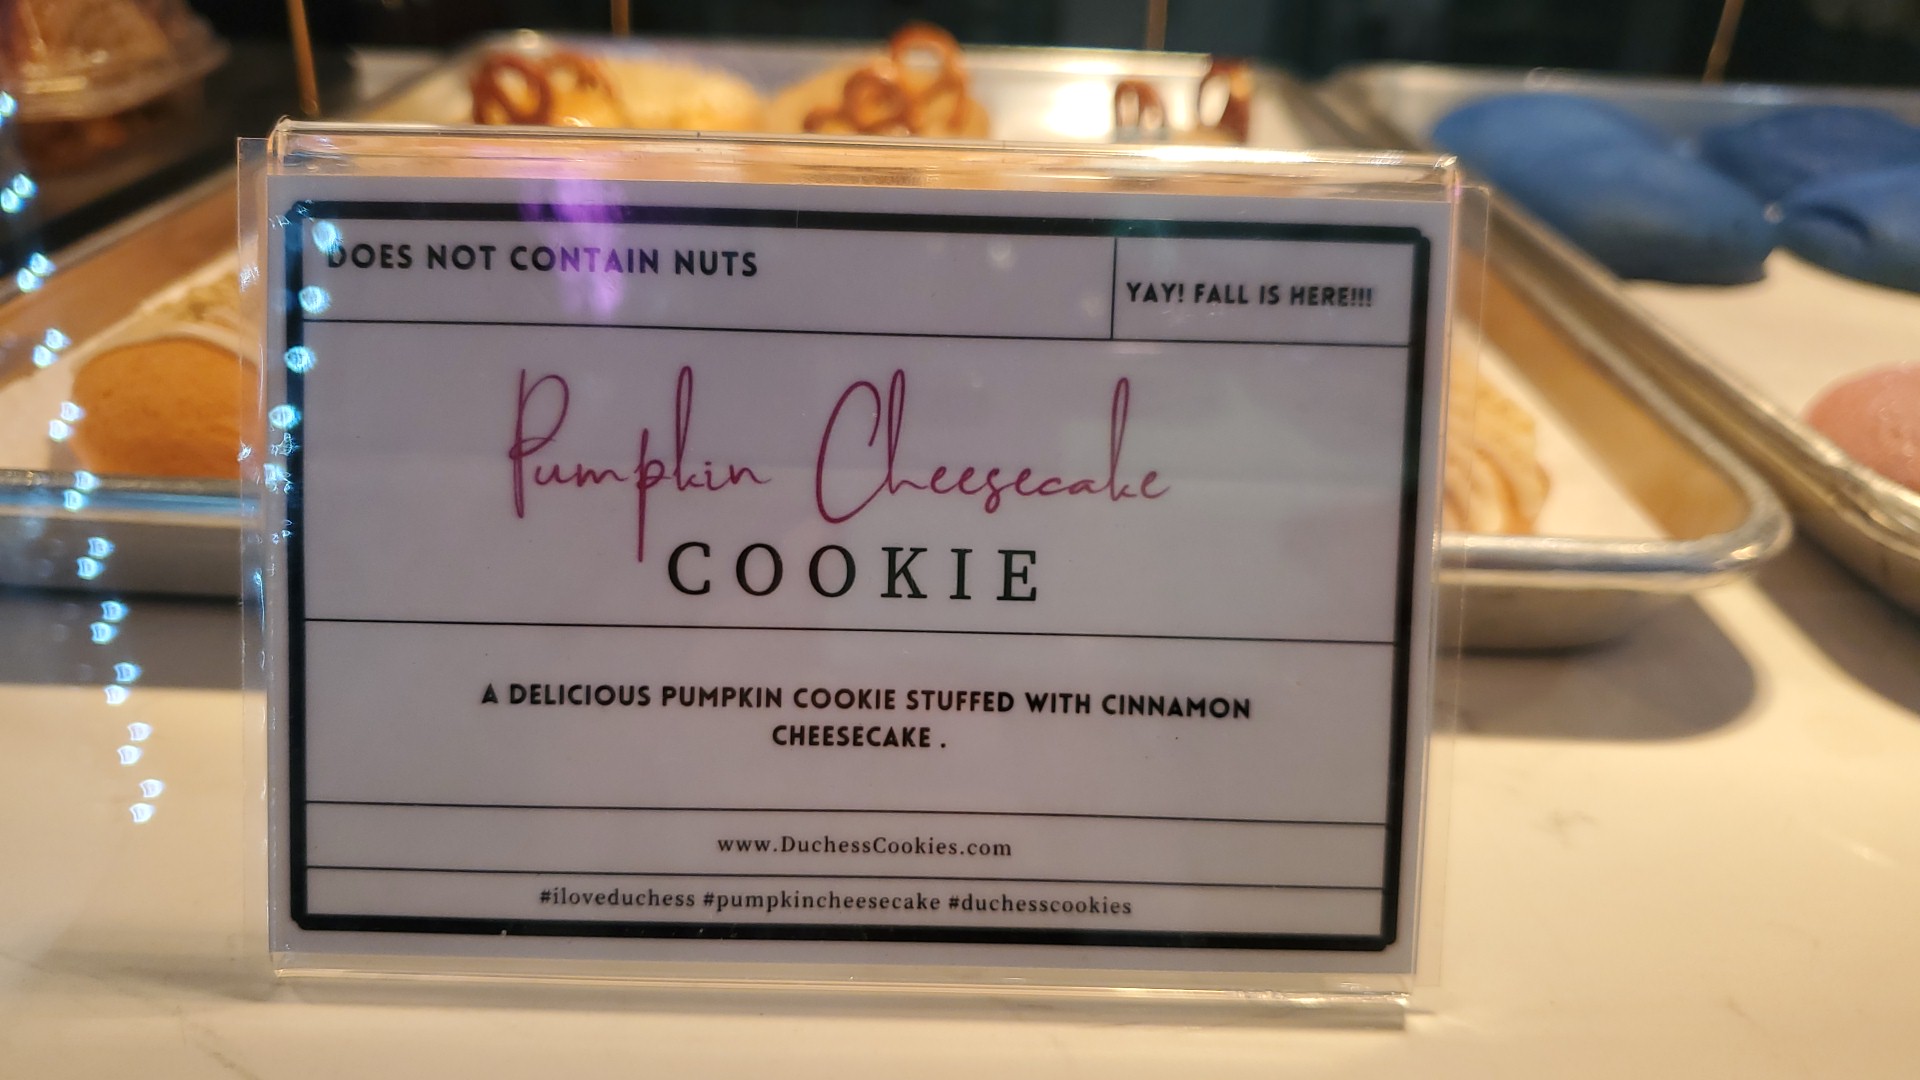 DOES NOT CONTAIN NUTS
YAY! FALL IS HERE!!!
Pumpkin Cheesecake
COOKIE
A DELICIOUS PUMPKIN COOKIE STUFFED WITH CINNAMON
CHEESECAKE .
www.DuchessCookies.com
#iloveduchess #pumpkincheesecake #duchesscookies